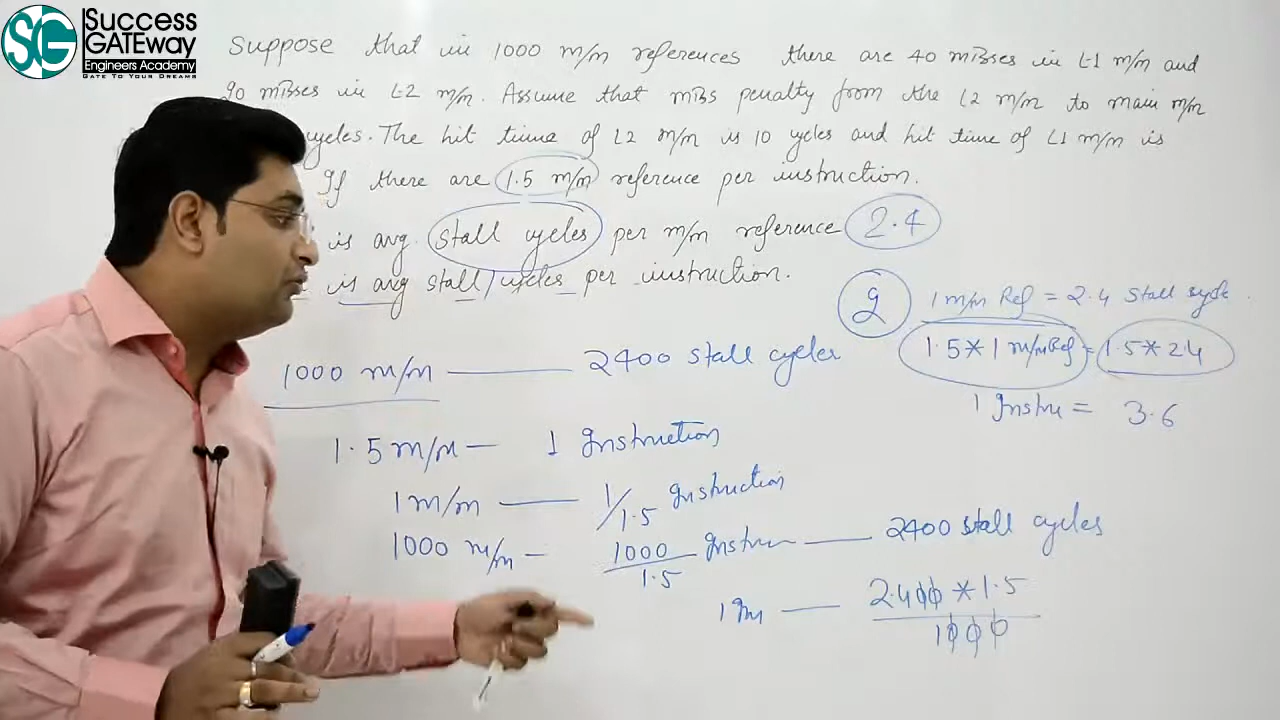 SG Success GATEway
Engineers Academy
GATE TO YOUR DREAMS
Suppose that in 1000 m/m references there are 40 misses in L-1 m/m and
20 misses in L-2 m/m. Assume that miss penalty from the L2 m/m to main m/m
cycles. The hit time of L2 m/m is 10 cycles and hit time of L1 m/m is
If there are 1.5 m/m reference per instruction.
is avg. stall cycles per m/m reference 2.4
is avg stall cycles per instruction.
2
1 m/m Ref = 2.4 Stall cycle.
1.5*1 m/m Ref = 1.5*2.4
1 Instru = 3.6
1000 m/m — 2400 stall cycles
1.5 m/m — 1 Instruction
1 m/m — 1/1.5 Instruction
1000 m/m — 1000/1.5 Instru — 2400 stall cycles
1 In — 2400 * 1.5
1000